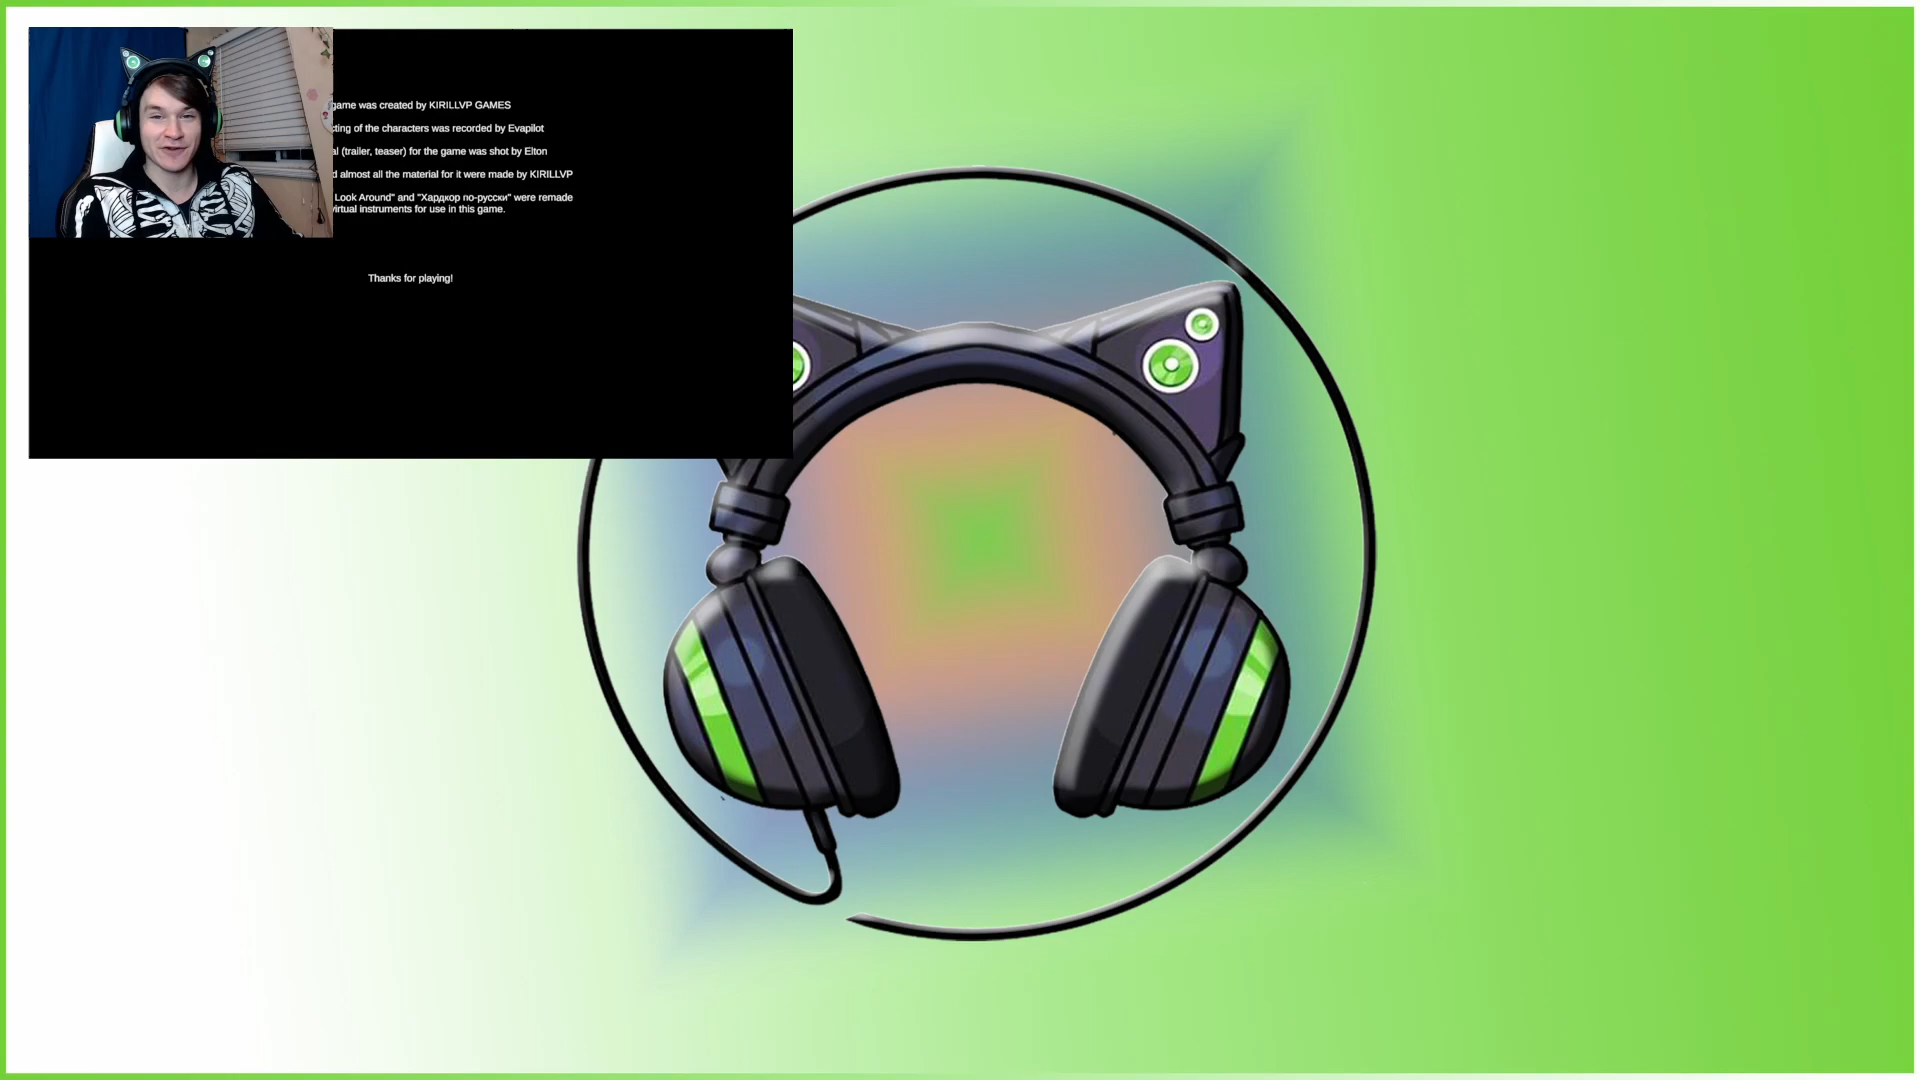 game was created by KIRILLVP GAMES
of the characters was recorded by Evapilot
(trailer, teaser) for the game was shot by Elton
almost all the material for it were made by KIRILLVP
Look Around" and "Хардкор по-русски" were remade
virtual instruments for use in this game.
Thanks for playing!